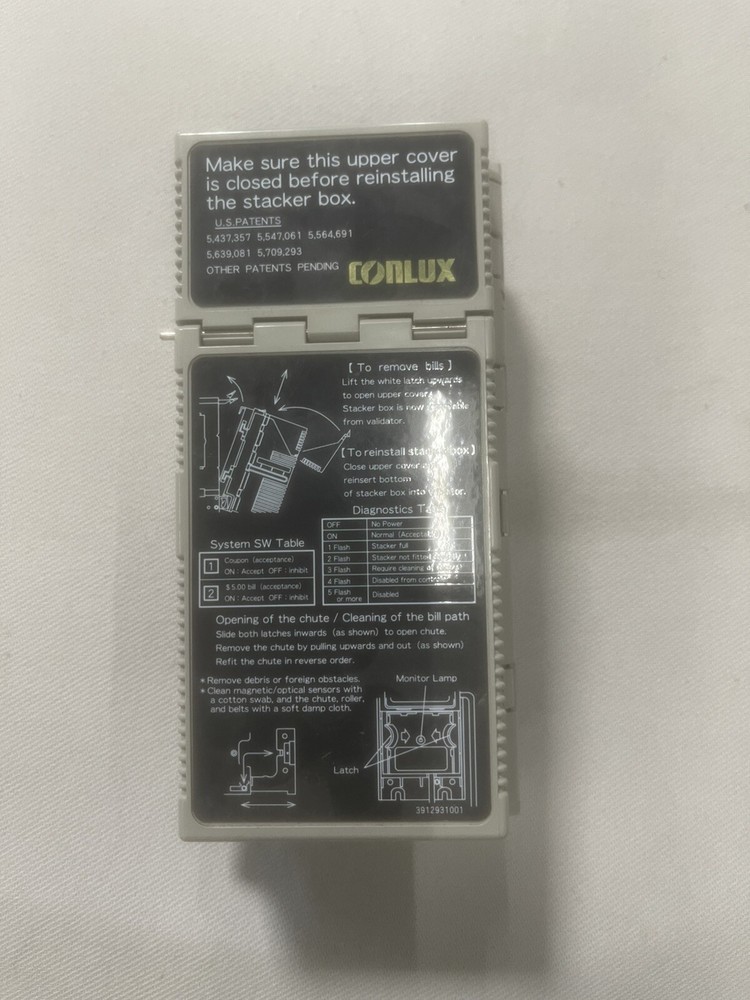 Make sure this upper cover
is closed before reinstalling
the stacker box.
U.S.PATENTS
5,437,357 5,547,061 5,564,691
5,639,081 5,709,293
OTHER PATENTS PENDING
CONLUX
[ To remove bills ]
Lift the white latch upwards
to open upper cover
Stacker box is now
from validator.
[To reinstall stacker box]
Close upper cover
reinsert bottom
of stacker box into validator.
Diagnostics
OFF No Power
ON Normal
1 Flash Stacker full
2 Flash Stacker not fitted
3 Flash Require cleaning
4 Flash Disabled from
5 Flash or more Disabled
System SW Table
1 Coupon (acceptance)
ON : Accept OFF : inhibit
2 $5.00 bill (acceptance)
ON : Accept OFF : inhibit
Opening of the chute / Cleaning of the bill path
Slide both latches inwards (as shown) to open chute.
Remove the chute by pulling upwards and out (as shown)
Refit the chute in reverse order.
* Remove debris or foreign obstacles.
* Clean magnetic/optical sensors with
a cotton swab, and the chute, roller,
and belts with a soft damp cloth.
Monitor Lamp
Latch
3912931001